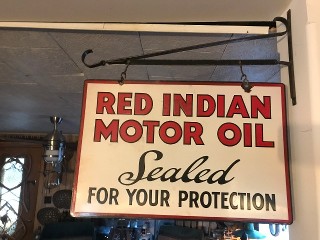 RED INDIAN
MOTOR OIL
Sealed
FOR YOUR PROTECTION